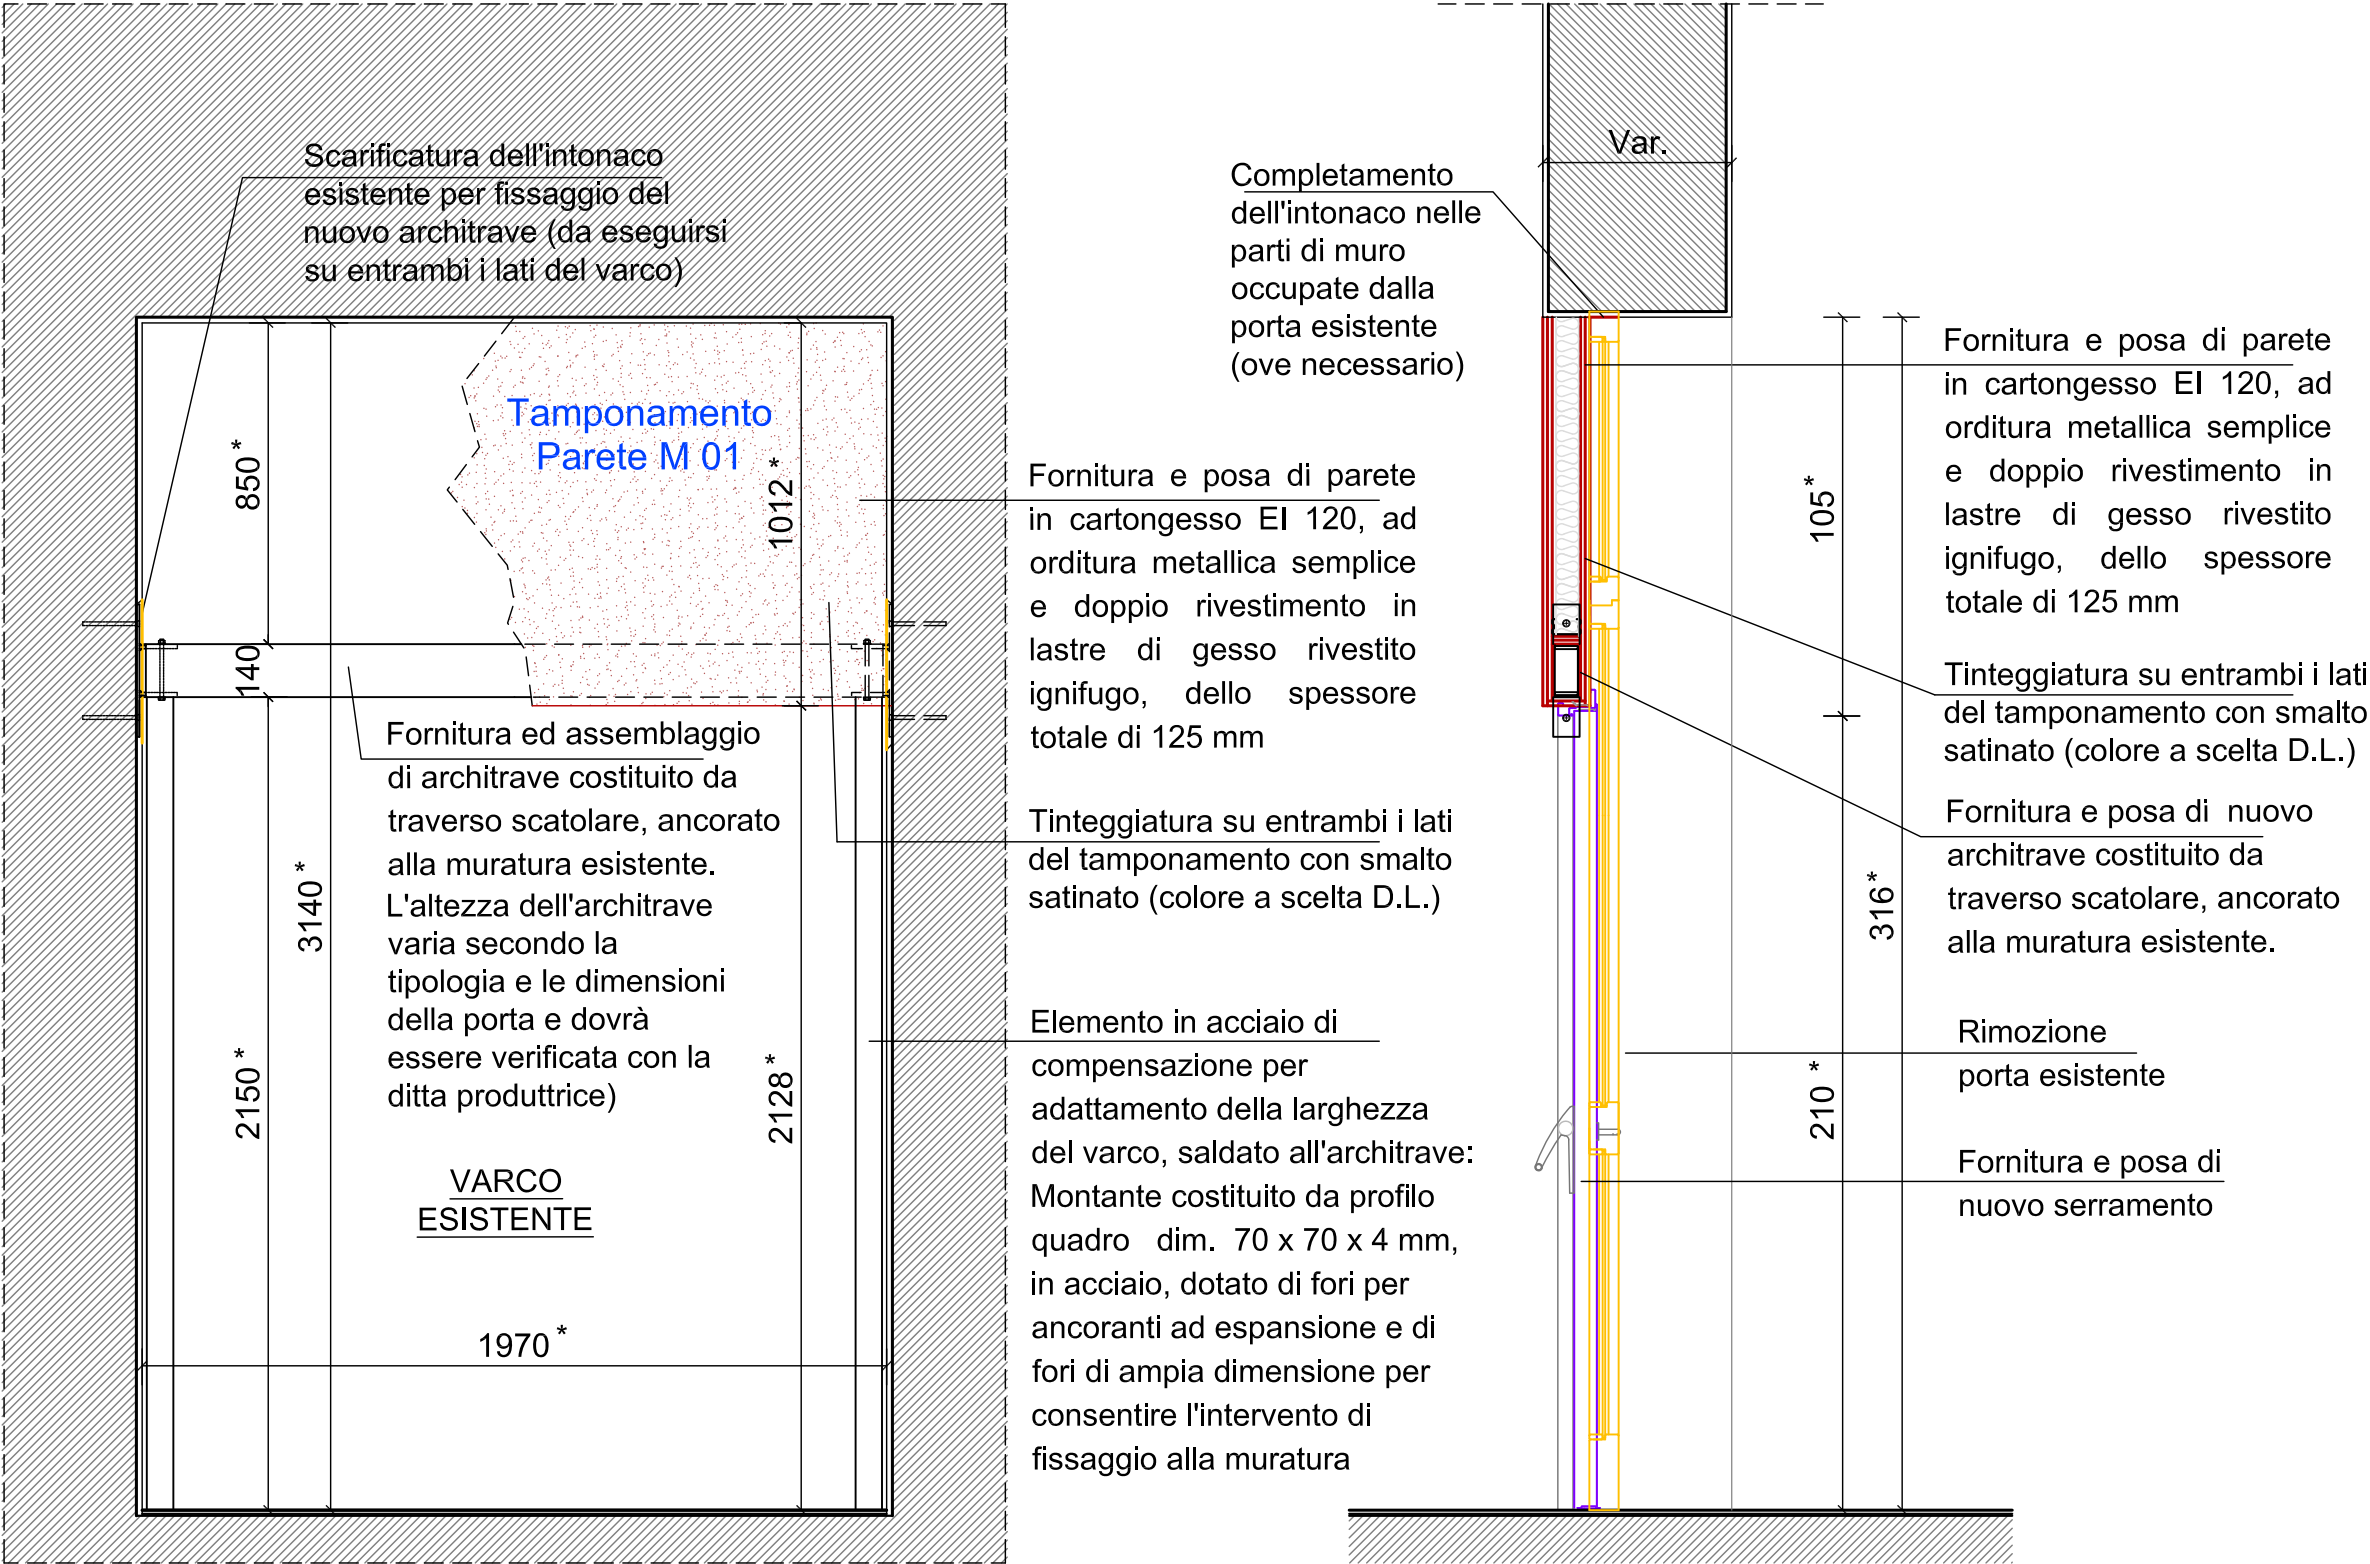 Scarificatura dell'intonaco
esistente per fissaggio del
nuovo architrave (da eseguirsi
su entrambi i lati del varco)
Tamponamento
Parete M 01
850*
1012*
140
3140*
2150*
2128*
1970*
Fornitura ed assemblaggio
di architrave costituito da
traverso scatolare, ancorato
alla muratura esistente.
L'altezza dell'architrave
varia secondo la
tipologia e le dimensioni
della porta e dovrà
essere verificata con la
ditta produttrice)
VARCO
ESISTENTE
Fornitura e posa di parete
in cartongesso EI 120, ad
orditura metallica semplice
e doppio rivestimento in
lastre di gesso rivestito
ignifugo, dello spessore
totale di 125 mm
Tinteggiatura su entrambi i lati
del tamponamento con smalto
satinato (colore a scelta D.L.)
Elemento in acciaio di
compensazione per
adattamento della larghezza
del varco, saldato all'architrave:
Montante costituito da profilo
quadro dim. 70 x 70 x 4 mm,
in acciaio, dotato di fori per
ancoranti ad espansione e di
fori di ampia dimensione per
consentire l'intervento di
fissaggio alla muratura
Completamento
dell'intonaco nelle
parti di muro
occupate dalla
porta esistente
(ove necessario)
Var.
105*
316*
210*
Fornitura e posa di parete
in cartongesso EI 120, ad
orditura metallica semplice
e doppio rivestimento in
lastre di gesso rivestito
ignifugo, dello spessore
totale di 125 mm
Tinteggiatura su entrambi i lati
del tamponamento con smalto
satinato (colore a scelta D.L.)
Fornitura e posa di nuovo
architrave costituito da
traverso scatolare, ancorato
alla muratura esistente.
Rimozione
porta esistente
Fornitura e posa di
nuovo serramento